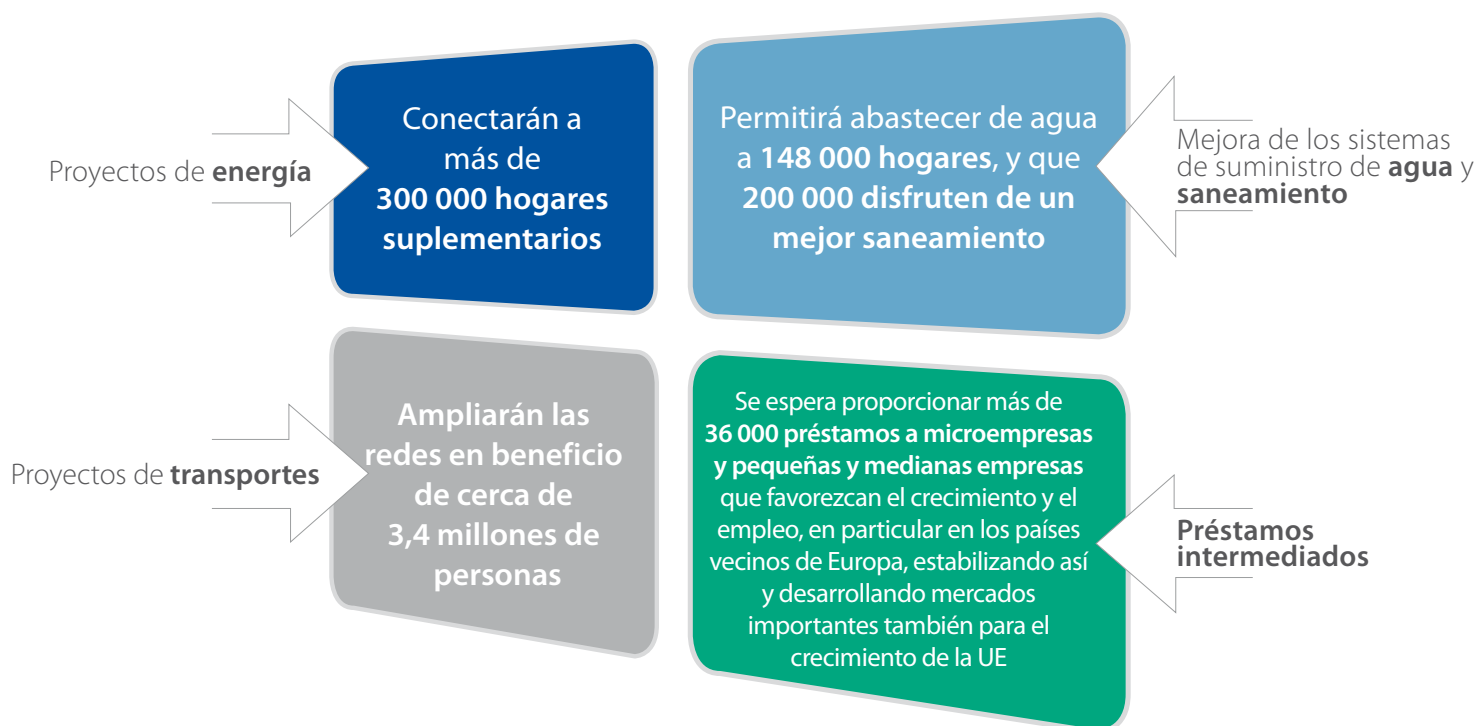 Proyectos de energía
Conectarán a
más de
300 000 hogares
suplementarios
Permitirá abastecer de agua
a 148 000 hogares, y que
200 000 disfruten de un
mejor saneamiento
Mejora de los sistemas
de suministro de agua y
saneamiento
Proyectos de transportes
Ampliarán las
redes en beneficio
de cerca de
3,4 millones de
personas
Se espera proporcionar más de
36 000 préstamos a microempresas
y pequeñas y medianas empresas
que favorezcan el crecimiento y el
empleo, en particular en los países
vecinos de Europa, estabilizando así
y desarrollando mercados
importantes también para el
crecimiento de la UE
Préstamos
intermediados